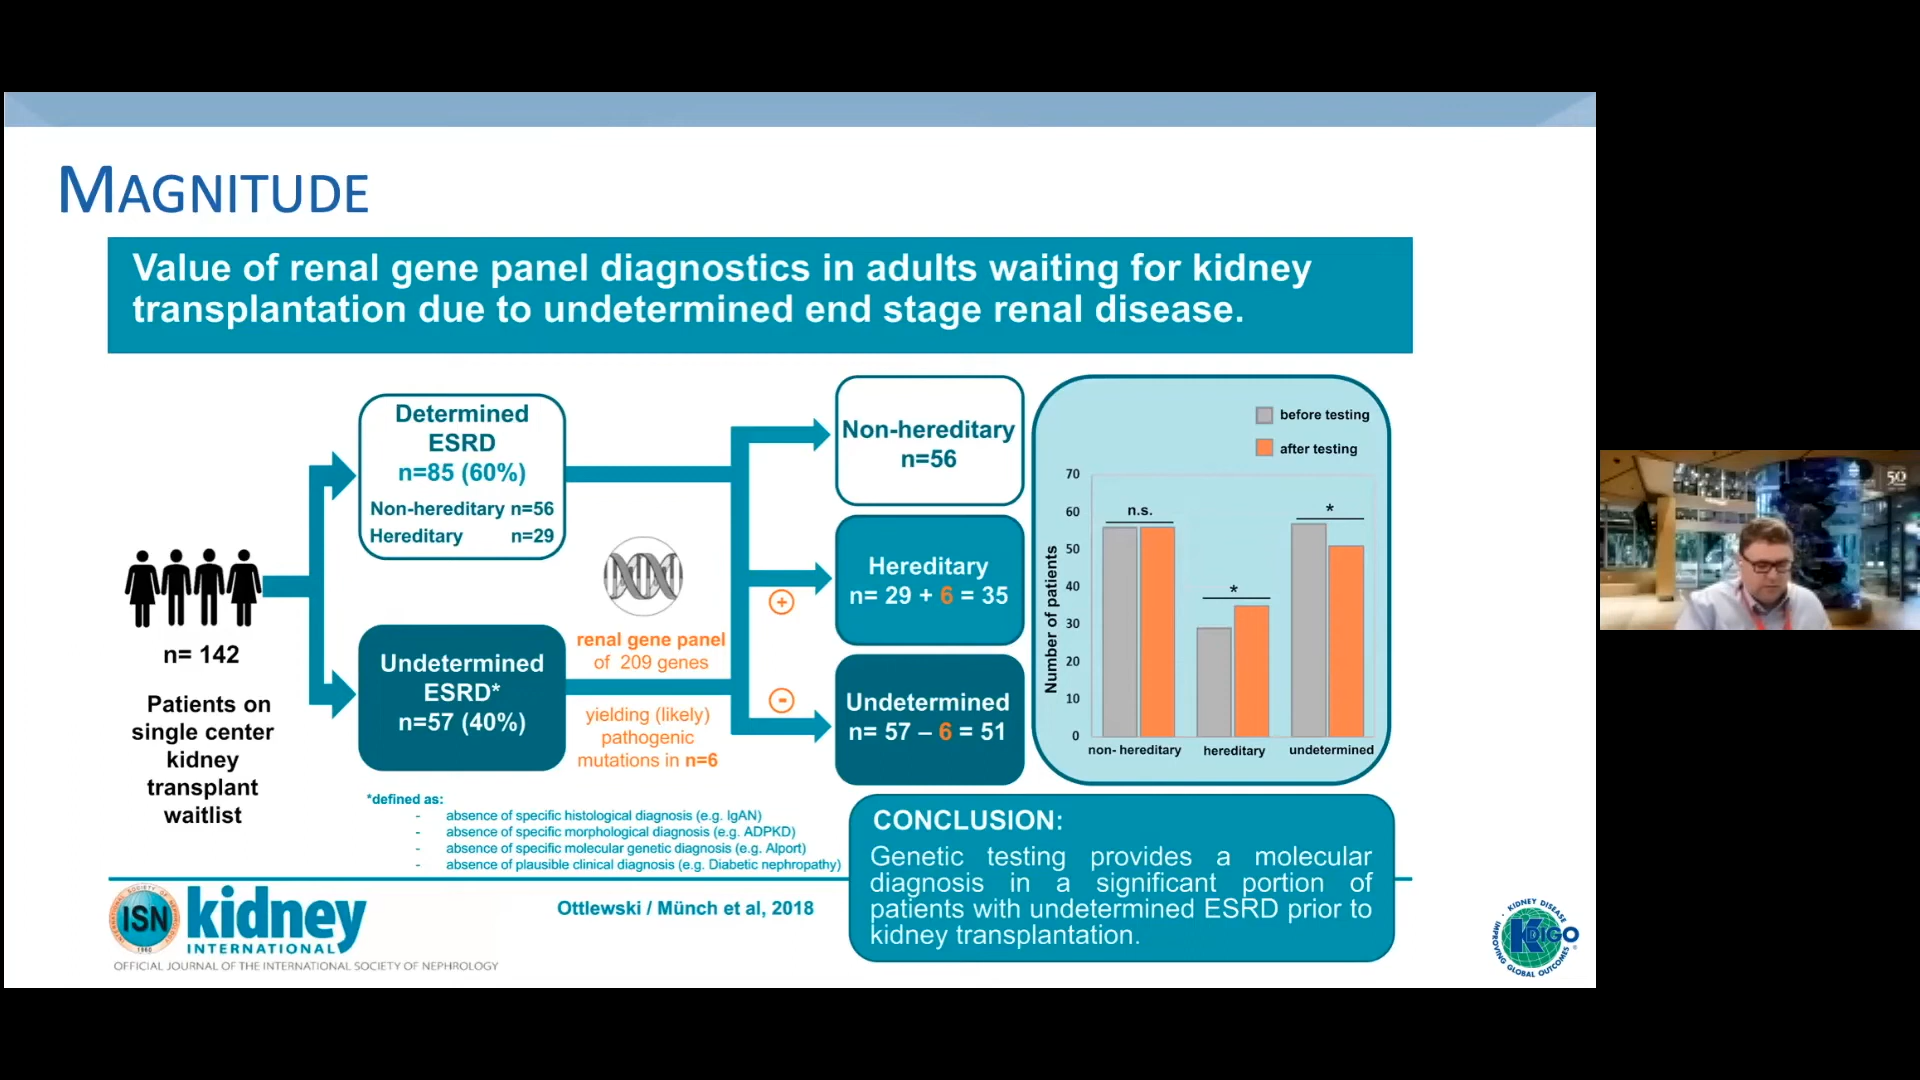 MAGNITUDE
Value of renal gene panel diagnostics in adults waiting for kidney
transplantation due to undetermined end stage renal disease.
n= 142
Patients on
single center
kidney
transplant
waitlist
Determined
ESRD
n=85 (60%)
Non-hereditary n=56
Hereditary n=29
Undetermined
ESRD*
n=57 (40%)
renal gene panel
of 209 genes
yielding (likely)
pathogenic
mutations in n=6
+
-
Non-hereditary
n=56
Hereditary
n= 29 + 6 = 35
Undetermined
n= 57 – 6 = 51
before testing
after testing
Number of patients
70
60
50
40
30
20
10
0
n.s.
*
*
non- hereditary
hereditary
undetermined
*defined as:
- absence of specific histological diagnosis (e.g. IgAN)
- absence of specific morphological diagnosis (e.g. ADPKD)
- absence of specific molecular genetic diagnosis (e.g. Alport)
- absence of plausible clinical diagnosis (e.g. Diabetic nephropathy)
CONCLUSION:
Genetic testing provides a molecular
diagnosis in a significant portion of
patients with undetermined ESRD prior to
kidney transplantation.
ISN
1960
kidney
INTERNATIONAL
OFFICIAL JOURNAL OF THE INTERNATIONAL SOCIETY OF NEPHROLOGY
Ottlewski / Münch et al, 2018
KIDNEY DISEASE
KDIGO
IMPROVING GLOBAL OUTCOMES
50